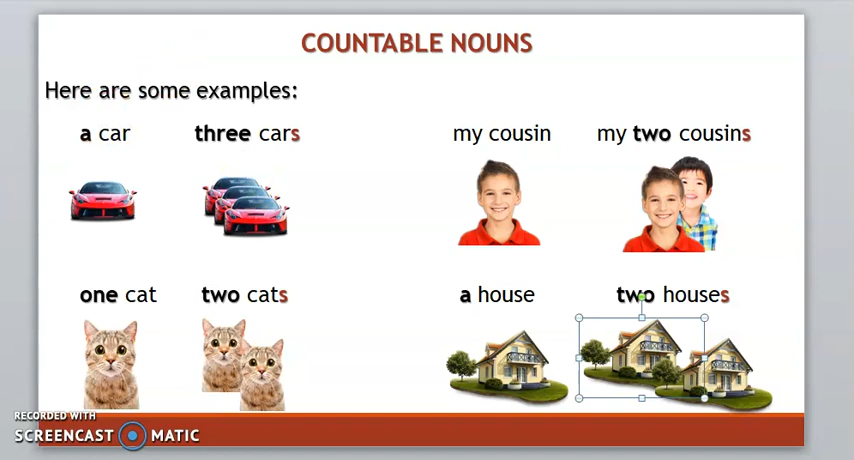 COUNTABLE NOUNS
Here are some examples:
a car three cars my cousin my two cousins
one cat two cats a house two houses
RECORDED WITH
SCREENCAST MATIC